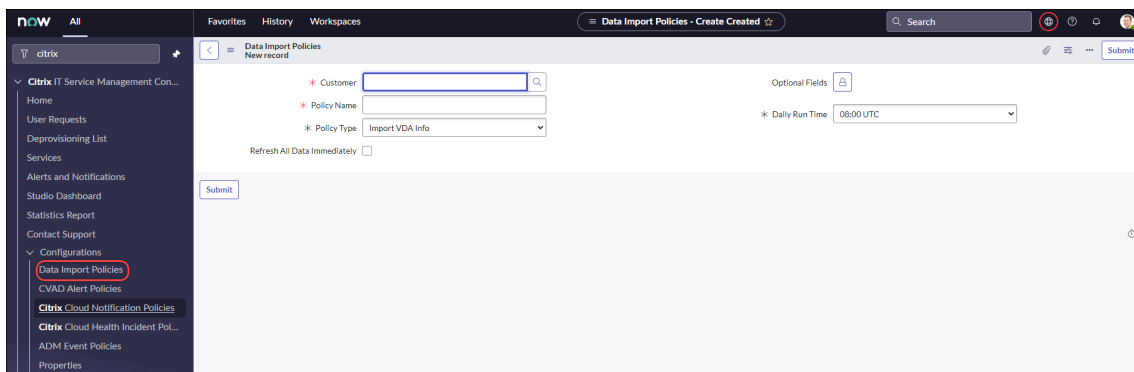 now All Favorites History Workspaces Data Import Policies - Create Created Search
citrix
Data Import Policies
New record
Submit
Citrix IT Service Management Con...
Home
User Requests
Deprovisioning List
Services
Alerts and Notifications
Studio Dashboard
Statistics Report
Contact Support
Configurations
Data Import Policies
CVAD Alert Policies
Citrix Cloud Notification Policies
Citrix Cloud Health Incident Pol...
ADM Event Policies
Properties
Customer
Optional Fields
Policy Name
Daily Run Time 08:00 UTC
Policy Type Import VDA Info
Refresh All Data Immediately
Submit